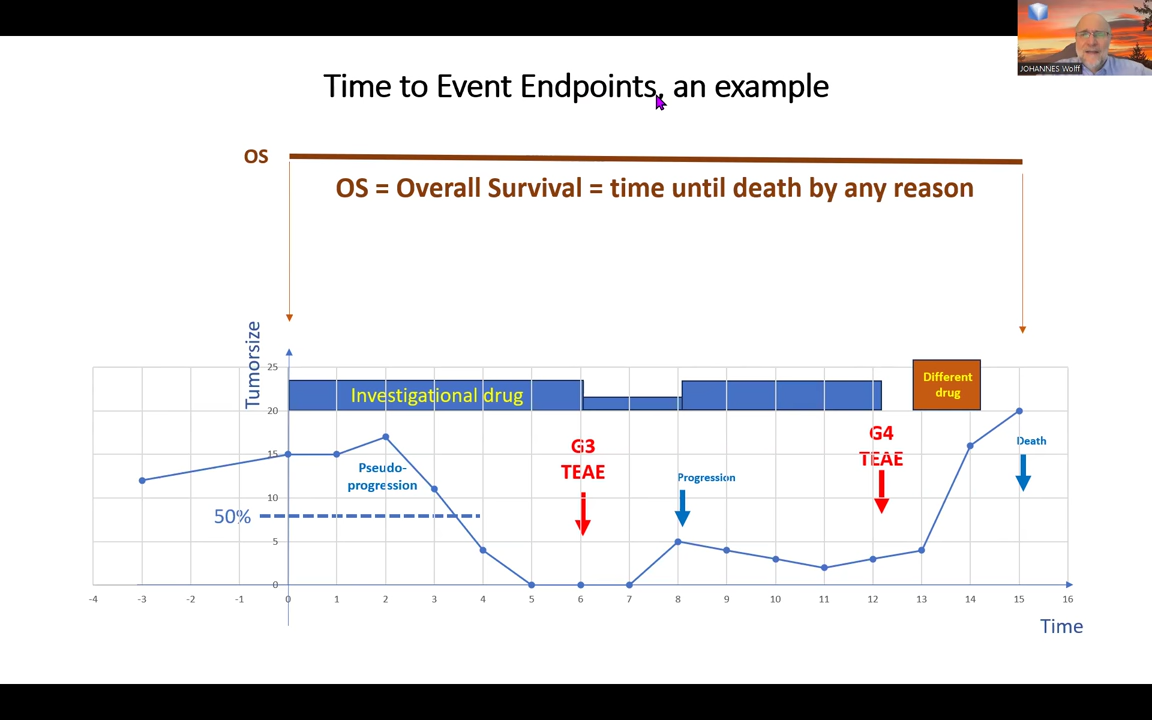 JOHANNES Wolff
Time to Event Endpoints, an example
OS
OS = Overall Survival = time until death by any reason
Tumorsize
25
20
15
10
5
0
Investigational drug
Different
drug
G3
TEAE
G4
TEAE
Pseudo-
progression
Progression
Death
50%
-4 -3 -2 -1 0 1 2 3 4 5 6 7 8 9 10 11 12 13 14 15 16
Time